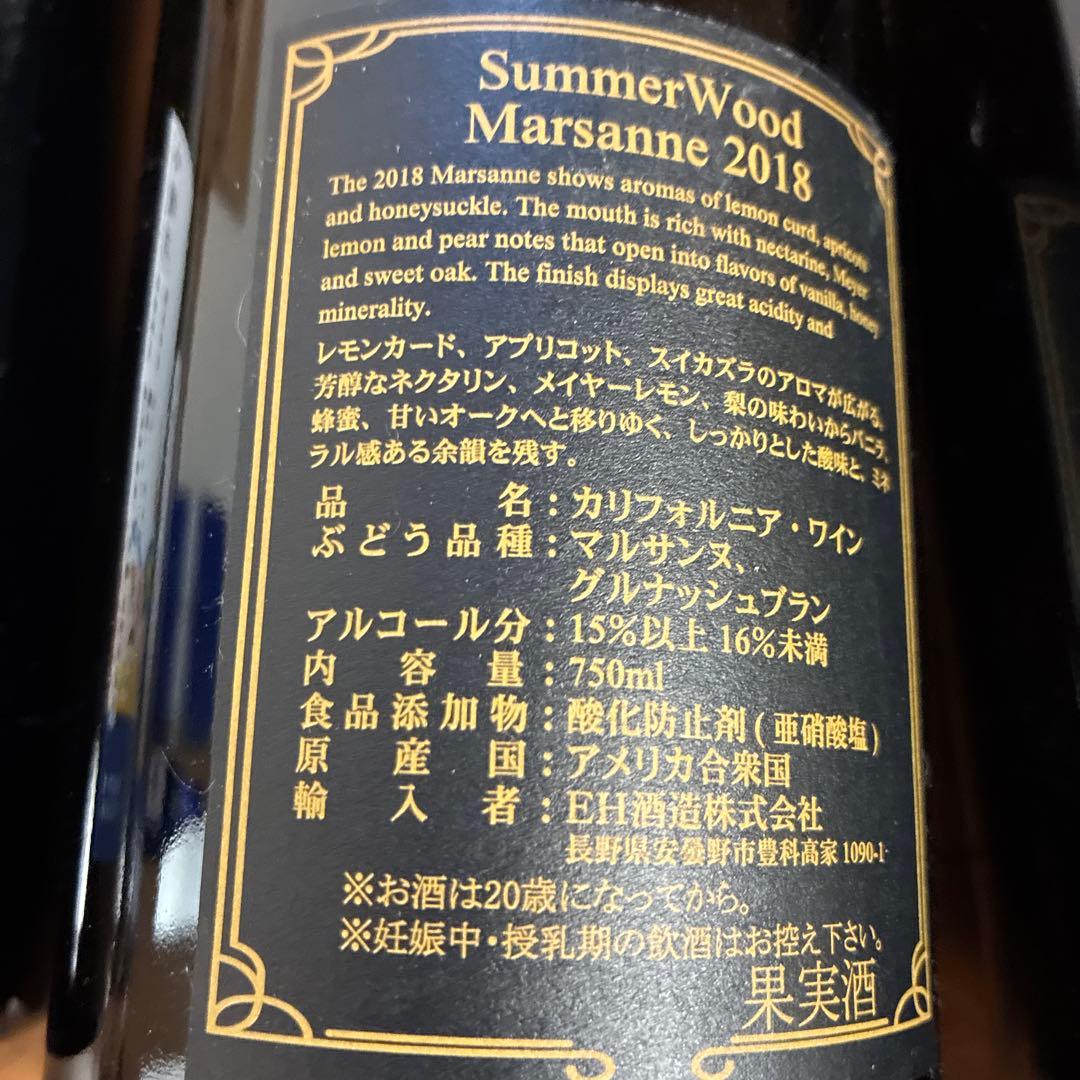 SummerWood
Marsanne 2018
The 2018 Marsanne shows aromas of lemon curd, apricots
and honeysuckle. The mouth is rich with nectarine, Meyer
lemon and pear notes that open into flavors of vanilla, honey
and sweet oak. The finish displays great acidity and
minerality.
レモンカード、アプリコット、スイカズラのアロマが広がる。
芳醇なネクタリン、メイヤーレモン、梨の味わいからバニラ、
蜂蜜、甘いオークへと移りゆく、しっかりとした酸味と、ミネ
ラル感ある余韻を残す。
品名：カリフォルニア・ワイン
ぶどう品種：マルサンヌ、
グルナッシュブラン
アルコール分：15%以上 16%未満
内容量：750ml
食品添加物：酸化防止剤 ( 亜硝酸塩 )
原産国：アメリカ合衆国
輸入者：EH酒造株式会社
長野県安曇野市豊科高家 1090-1
※お酒は20歳になってから。
※妊娠中・授乳期の飲酒はお控え下さい。
果実酒